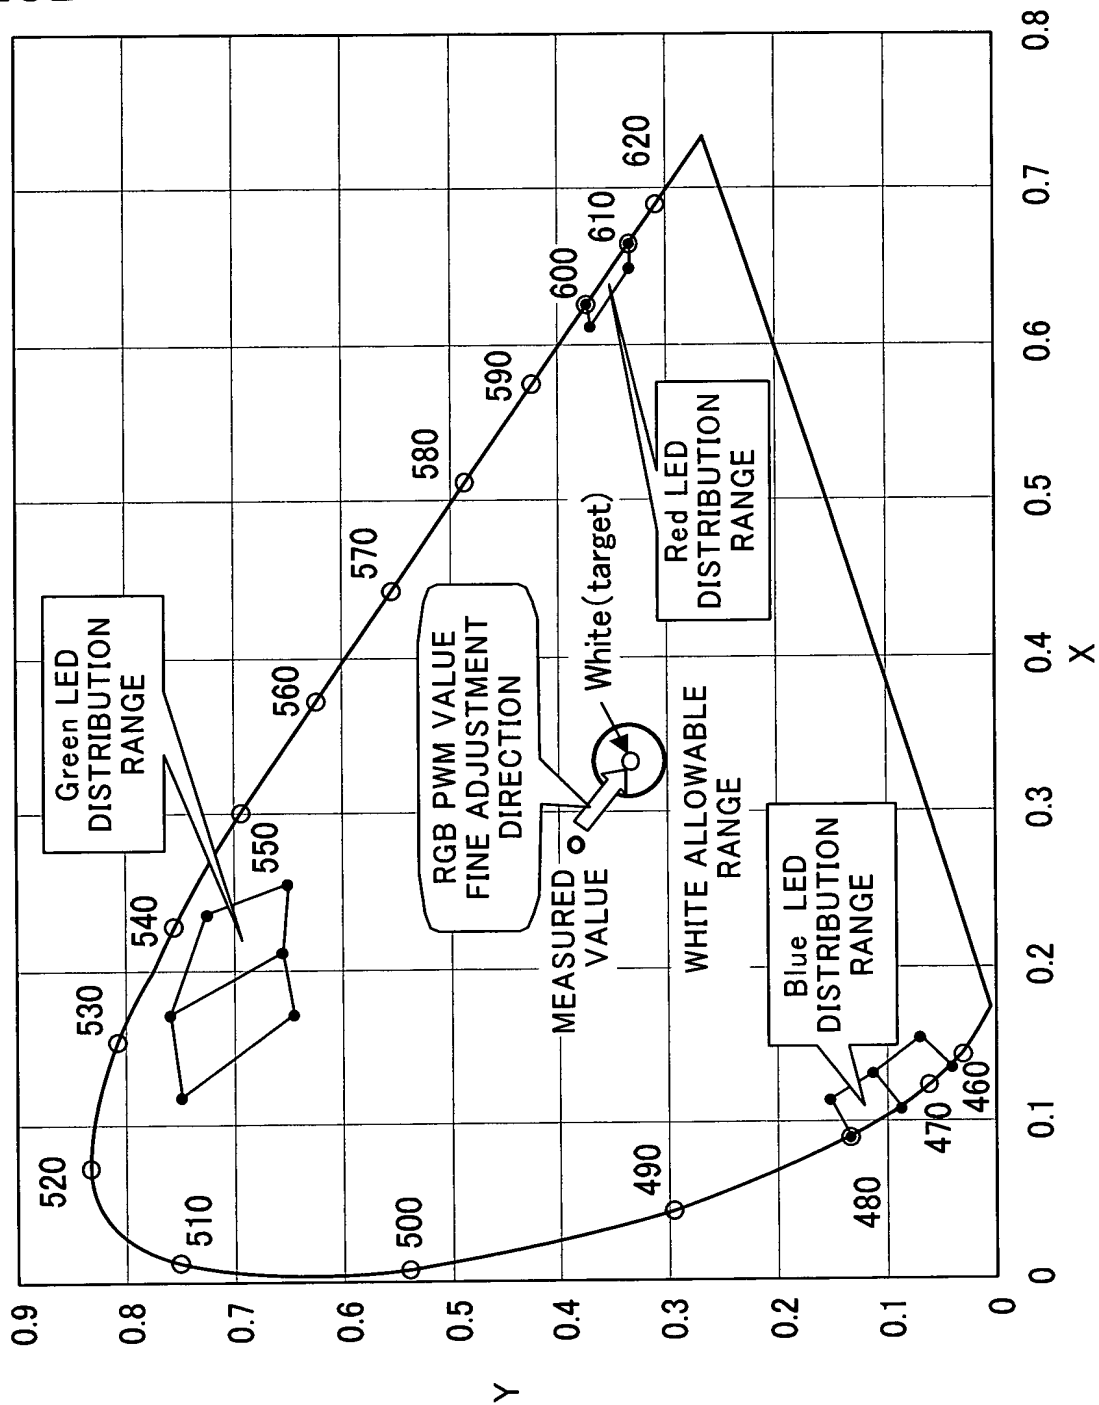 0.9
0.8
0.7
0.6
0.5
0.4
0.3
0.2
0.1
0
Y
0
0.1
0.2
0.3
0.4
0.5
0.6
0.7
0.8
X
460
470
480
490
500
510
520
530
540
550
560
570
580
590
600
610
620
Green LED
DISTRIBUTION
RANGE
RGB PWM VALUE
FINE ADJUSTMENT
DIRECTION
MEASURED
VALUE
White(target)
WHITE ALLOWABLE
RANGE
Red LED
DISTRIBUTION
RANGE
Blue LED
DISTRIBUTION
RANGE